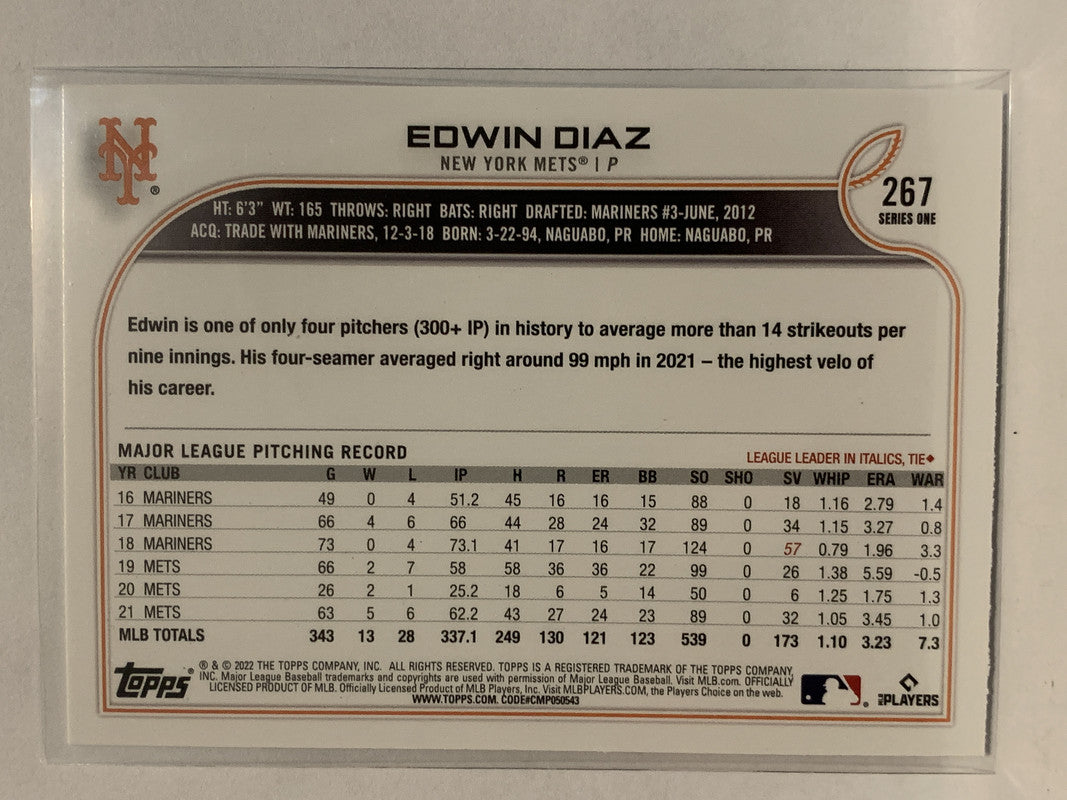 NY ®
EDWIN DIAZ
NEW YORK METS® | P
267
SERIES ONE
HT: 6'3" WT: 165 THROWS: RIGHT BATS: RIGHT DRAFTED: MARINERS #3-JUNE, 2012
ACQ: TRADE WITH MARINERS, 12-3-18 BORN: 3-22-94, NAGUABO, PR HOME: NAGUABO, PR
Edwin is one of only four pitchers (300+ IP) in history to average more than 14 strikeouts per
nine innings. His four-seamer averaged right around 99 mph in 2021 – the highest velo of
his career.
MAJOR LEAGUE PITCHING RECORD LEAGUE LEADER IN ITALICS, TIE♦
YR CLUB G W L IP H R ER BB SO SHO SV WHIP ERA WAR
16 MARINERS 49 0 4 51.2 45 16 16 15 88 0 18 1.16 2.79 1.4
17 MARINERS 66 4 6 66 44 28 24 32 89 0 34 1.15 3.27 0.8
18 MARINERS 73 0 4 73.1 41 17 16 17 124 0 57 0.79 1.96 3.3
19 METS 66 2 7 58 58 36 36 22 99 0 26 1.38 5.59 -0.5
20 METS 26 2 1 25.2 18 6 5 14 50 0 6 1.25 1.75 1.3
21 METS 63 5 6 62.2 43 27 24 23 89 0 32 1.05 3.45 1.0
MLB TOTALS 343 13 28 337.1 249 130 121 123 539 0 173 1.10 3.23 7.3
Topps®
® & © 2022 THE TOPPS COMPANY, INC. ALL RIGHTS RESERVED. TOPPS IS A REGISTERED TRADEMARK OF THE TOPPS COMPANY,
INC. Major League Baseball trademarks and copyrights are used with permission of Major League Baseball. Visit MLB.com. OFFICIALLY
LICENSED PRODUCT OF MLB. Officially Licensed Product of MLB Players, Inc. Visit MLBPLAYERS.COM, the Players Choice on the web.
WWW.TOPPS.COM. CODE#CMP050543
MLB PLAYERS